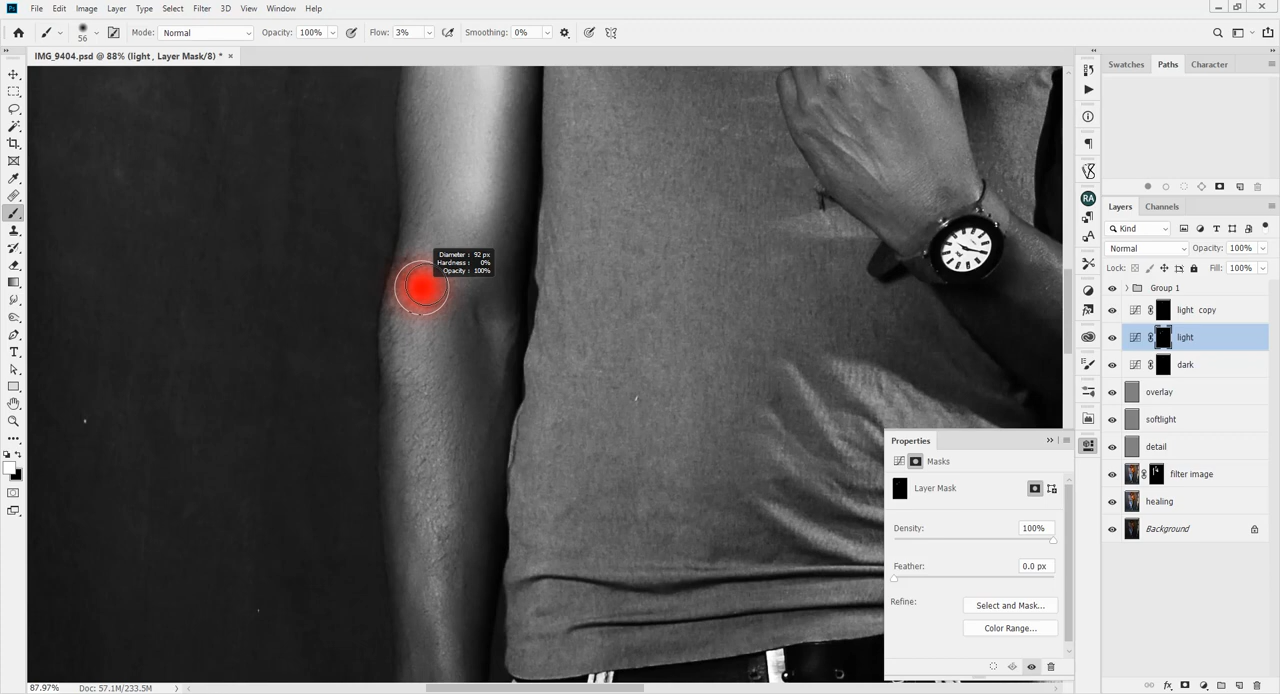 File Edit Image Layer Type Select Filter 3D View Window Help
56 Mode: Normal Opacity: 100% Flow: 3% Smoothing: 0%
IMG_9404.psd @ 88% (light, Layer Mask/8) * ×
Swatches Paths Character
Diameter : 92 px
Hardness : 0%
Opacity : 100%
RA
Layers Channels
Kind
Normal Opacity: 100%
Lock: Fill: 100%
Group 1
light copy
light
dark
overlay
softlight
detail
filter image
healing
Background
Properties
Masks
Layer Mask
Density: 100%
Feather: 0.0 px
Refine: Select and Mask...
Color Range...
87.97% Doc: 57.1M/233.5M